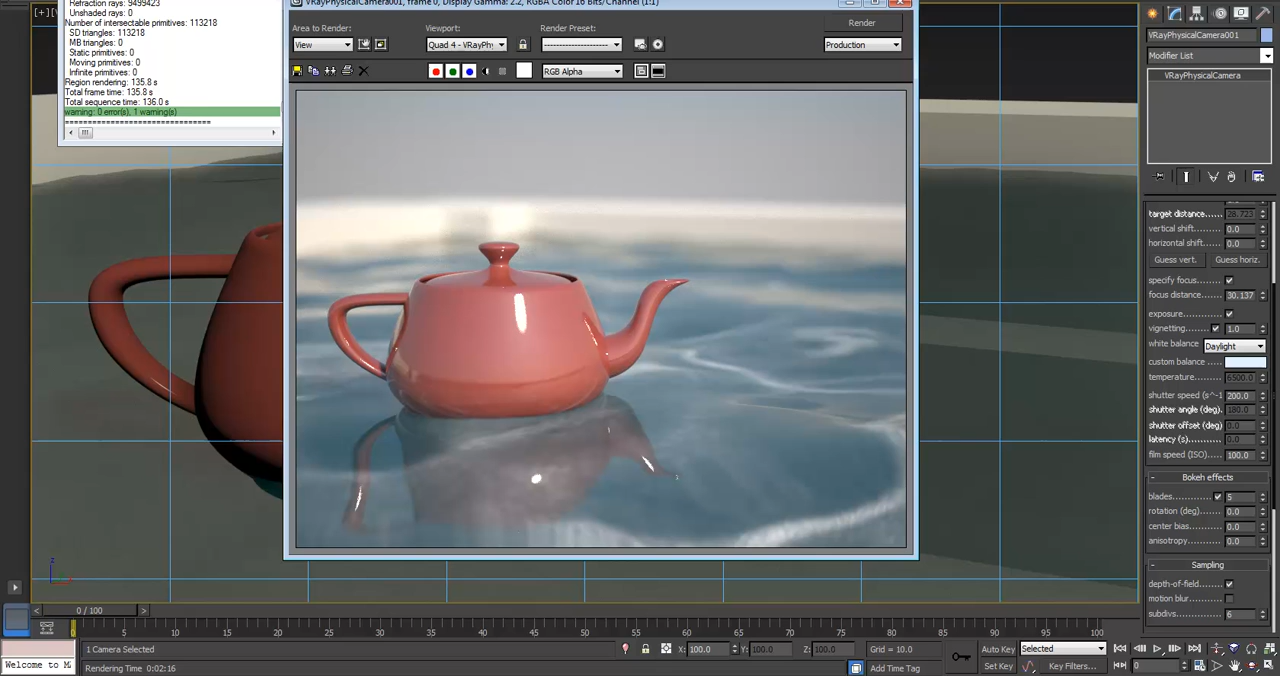 Refraction rays: 9499423
Unshaded rays: 0
Number of intersectable primitives: 113218
SD triangles: 113218
MB triangles: 0
Static primitives: 0
Moving primitives: 0
Infinite primitives: 0
Region rendering: 135.8 s
Total frame time: 135.8 s
Total sequence time: 136.0 s
warning: 0 error(s), 1 warning(s)
==============================
VRayPhysicalCamera001, frame 0, Display Gamma: 2.2, RGBA Color 16 Bits/Channel (1:1)
Area to Render:
Viewport:
Render Preset:
Render
View
Quad 4 - VRayPh
-------------------
Production
RGB Alpha
VRayPhysicalCamera001
Modifier List
VRayPhysicalCamera
target distance..... 28.723
vertical shift..... 0.0
horizontal shift..... 0.0
Guess vert. Guess horiz.
specify focus
focus distance..... 30.137
exposure
vignetting 1.0
white balance Daylight
custom balance
temperature 6500.0
shutter speed (s^-1 200.0
shutter angle (deg). 180.0
shutter offset (deg) 0.0
latency (s) 0.0
film speed (ISO) 100.0
Bokeh effects
blades 5
rotation (deg) 0.0
center bias 0.0
anisotropy 0.0
Sampling
depth-of-field
motion blur
subdivs 6
z
0 / 100
0 5 10 15 20 25 30 35 40 45 50 55 60 65 70 75 80 85 90 95 100
1 Camera Selected
X: 100.0 Y: 100.0 Z: 100.0
Grid = 10.0
Auto Key
Selected
Welcome to M
Rendering Time 0:02:16
Add Time Tag
Set Key
Key Filters...
0